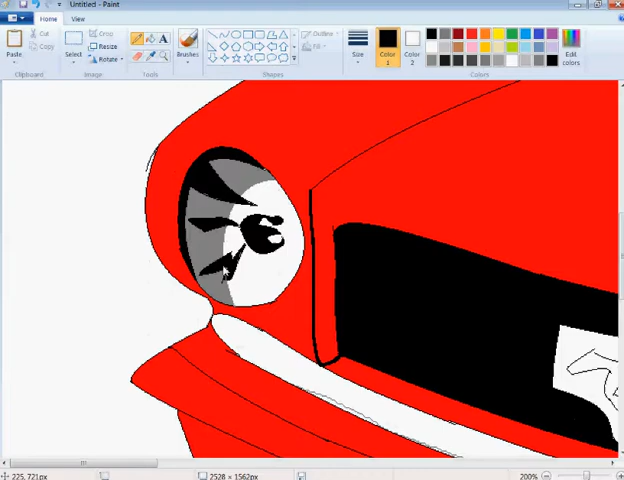 Untitled - Paint
Home View
Paste
Cut
Copy
Clipboard
Select
Crop
Resize
Rotate
Image
Tools
Brushes
Shapes
Outline
Fill
Size
Color 1
Color 2
Edit colors
Colors
225, 721px
2528 × 1562px
200%